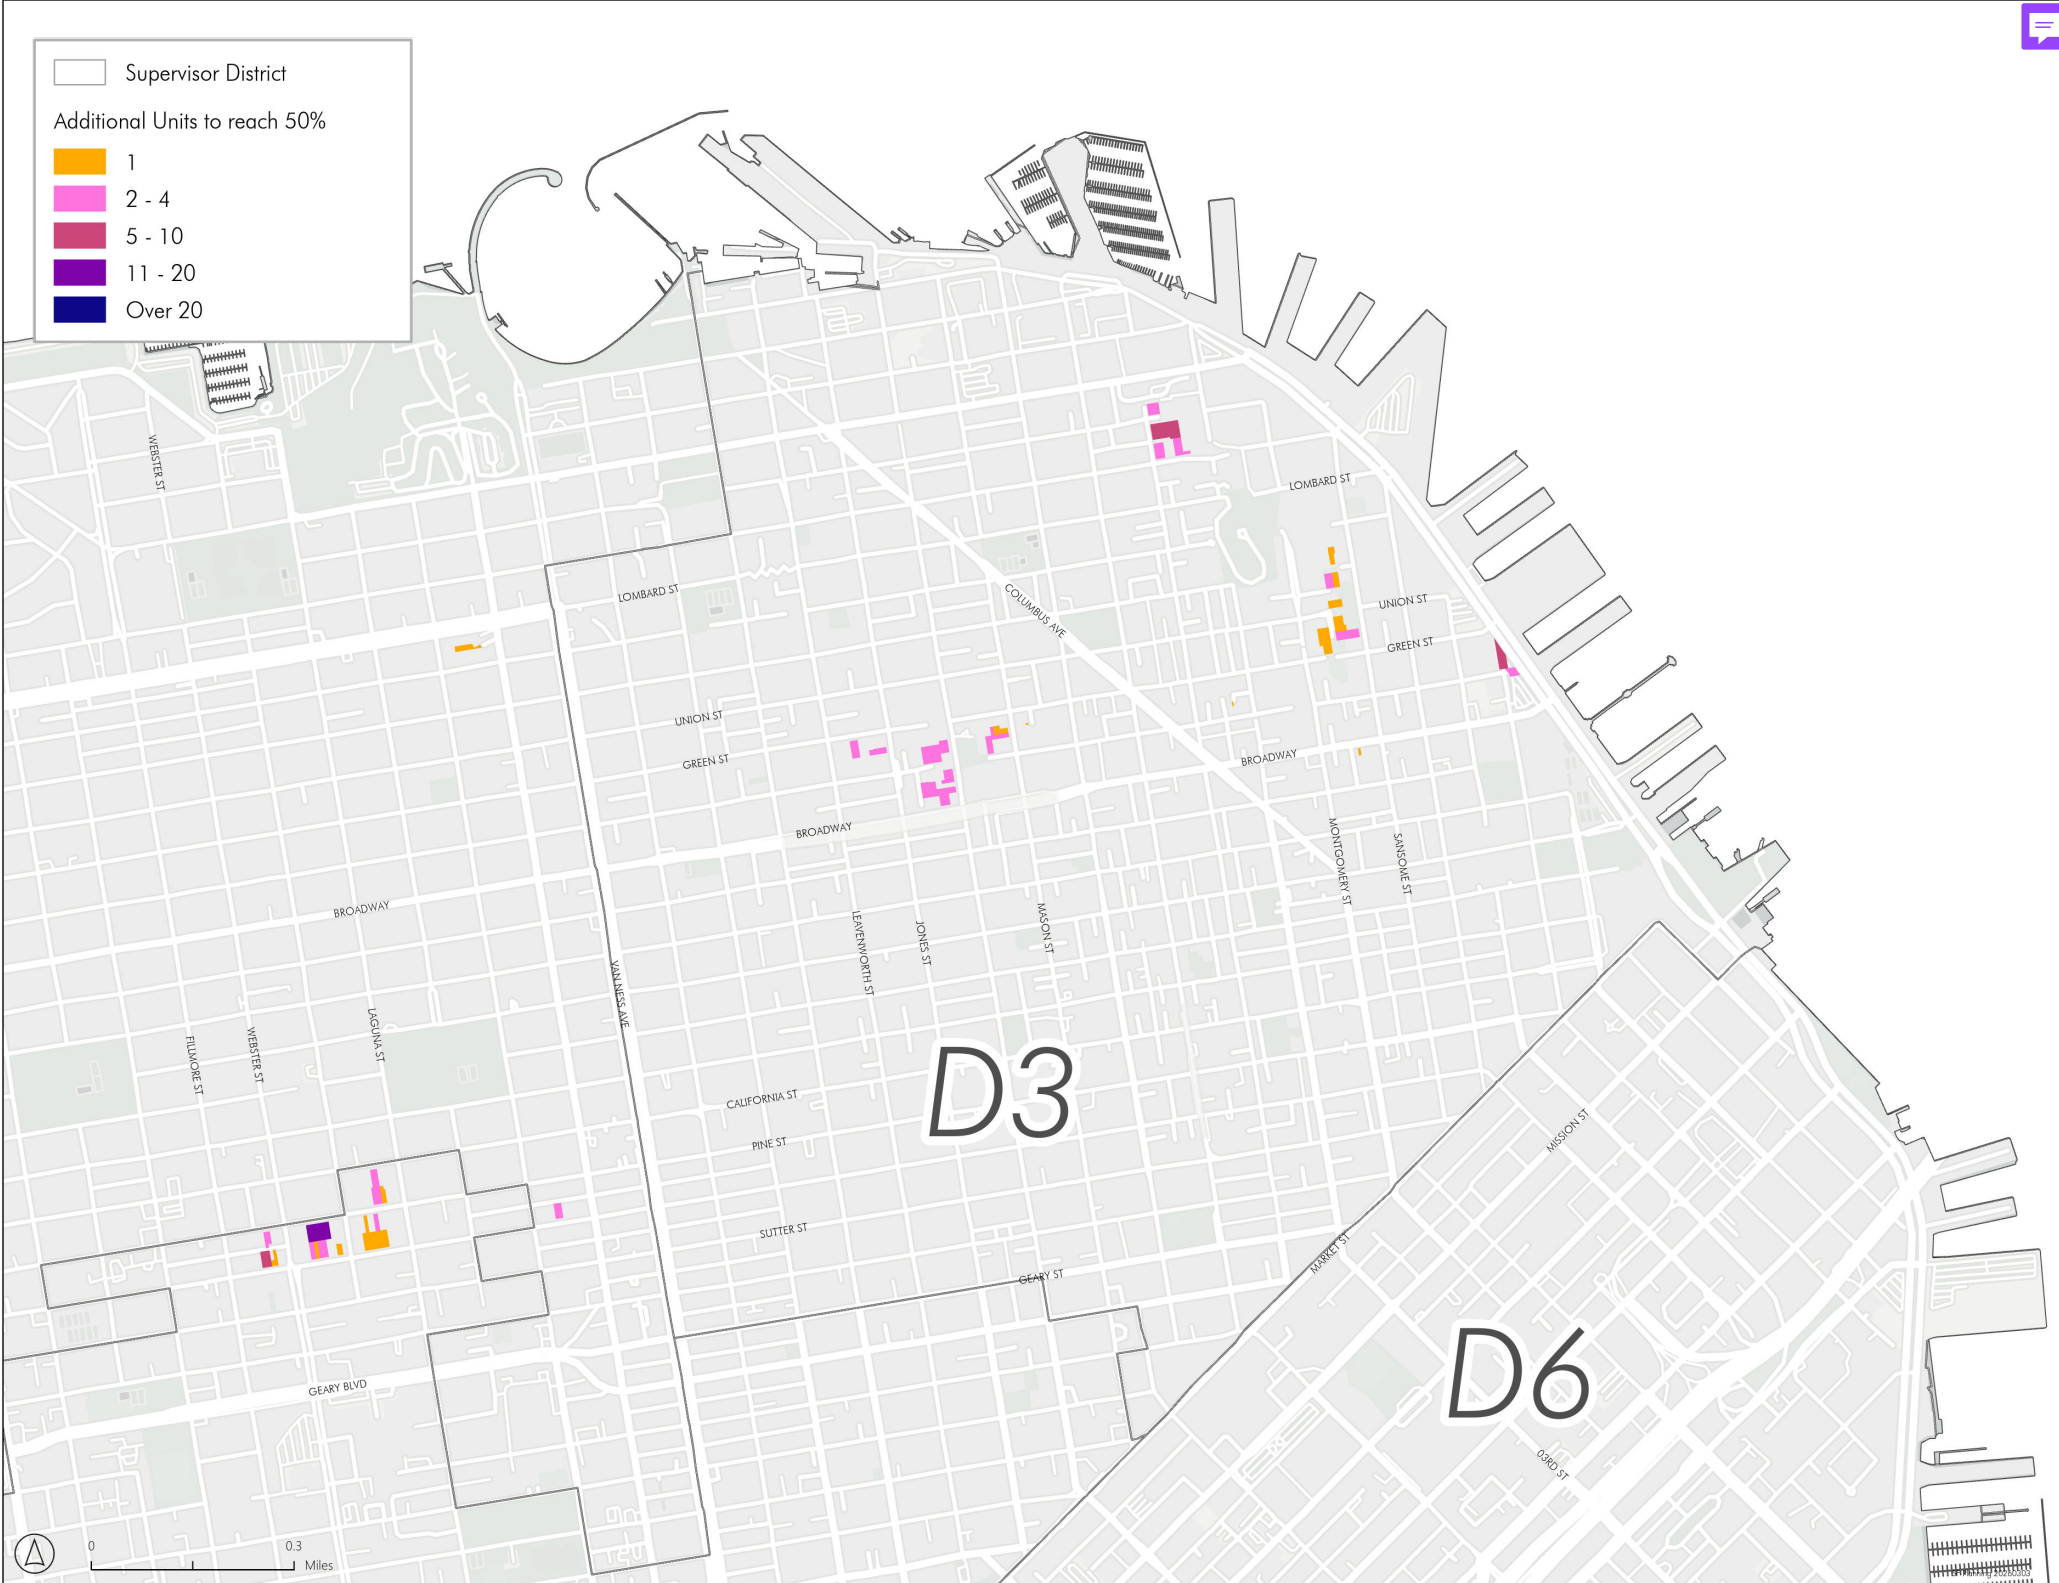 Supervisor District
Additional Units to reach 50%
1
2 - 4
5 - 10
11 - 20
Over 20
WEBSTER ST
LOMBARD ST
LOMBARD ST
COLUMBUS AVE
UNION ST
GREEN ST
UNION ST
GREEN ST
BROADWAY
BROADWAY
MONTGOMERY ST
SANSOME ST
BROADWAY
LEAVENWORTH ST
JONES ST
MASON ST
VAN NESS AVE
LAGUNA ST
WEBSTER ST
FILLMORE ST
D3
CALIFORNIA ST
PINE ST
MISSION ST
SUTTER ST
MARKET ST
GEARY ST
D6
GEARY BLVD
03RD ST
0
0.3
Miles